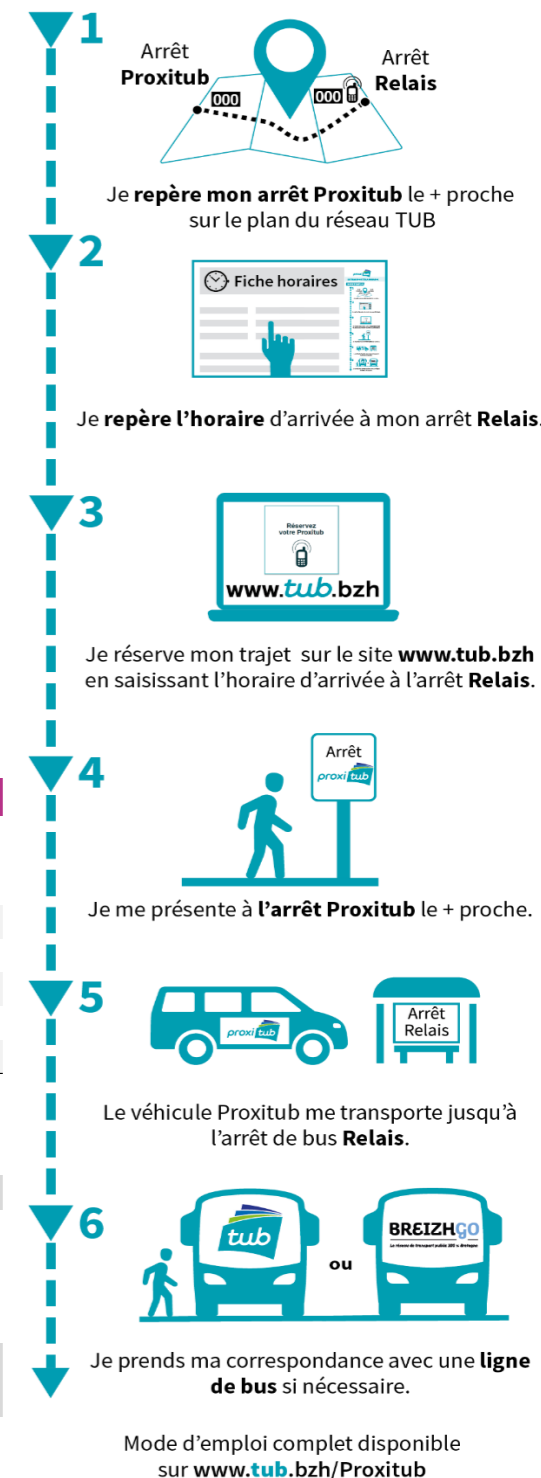 1
Arrêt
Proxitub
Arrêt
Relais
000
000
Je repère mon arrêt Proxitub le + proche
sur le plan du réseau TUB
2
Fiche horaires
Je repère l’horaire d’arrivée à mon arrêt Relais.
3
Réservez
votre Proxitub
www.tub.bzh
Je réserve mon trajet sur le site www.tub.bzh
en saisissant l’horaire d’arrivée à l’arrêt Relais.
4
Arrêt
proxitub
Je me présente à l’arrêt Proxitub le + proche.
5
proxitub
Arrêt
Relais
Le véhicule Proxitub me transporte jusqu’à
l’arrêt de bus Relais.
6
tub
ou
BREIZHGO
Je prends ma correspondance avec une ligne
de bus si nécessaire.
Mode d’emploi complet disponible
sur www.tub.bzh/Proxitub